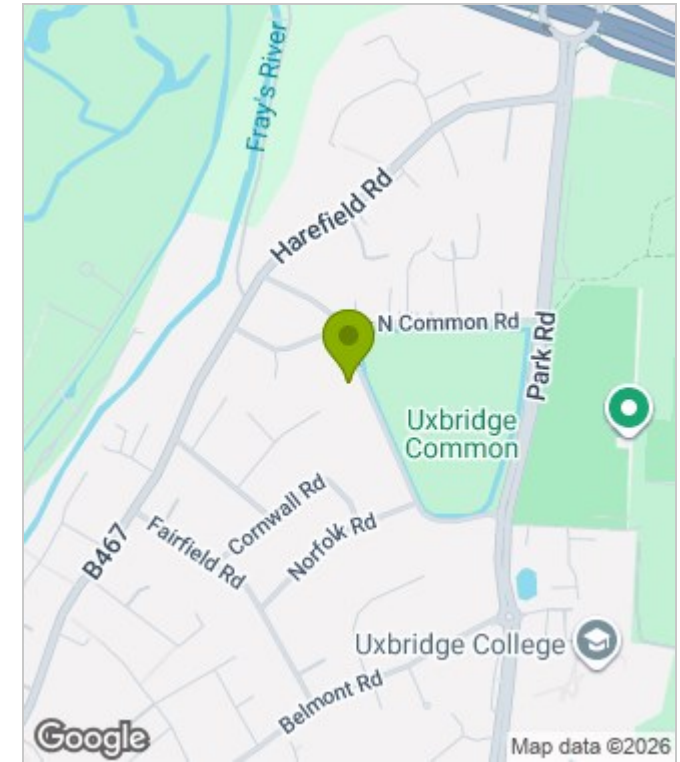 Fray's River
Harefield Rd
N Common Rd
Park Rd
Uxbridge
Common
Cornwall Rd
Norfolk Rd
Fairfield Rd
B467
Uxbridge College
Belmont Rd
Google
Map data ©2026